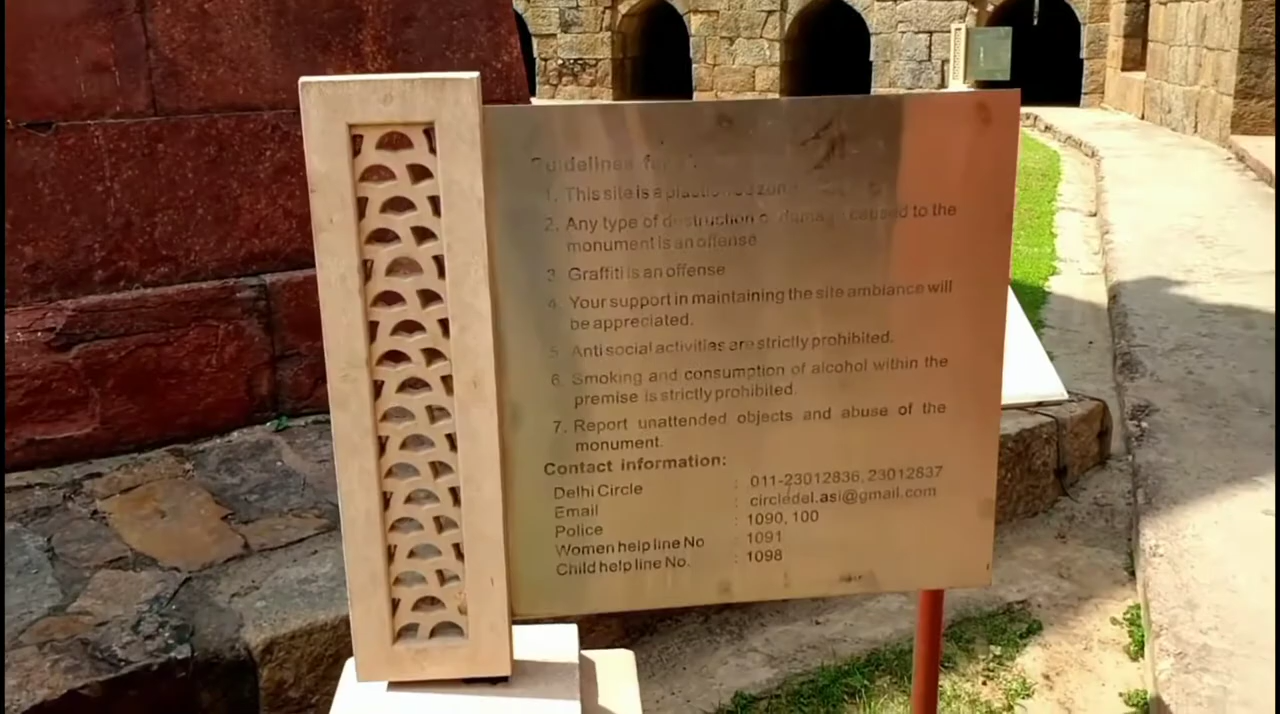 Guidelines for
1. This site is a
2. Any type of destruction or damage caused to the
monument is an offense
3. Graffiti is an offense
4. Your support in maintaining the site ambiance will
be appreciated.
5. Anti social activities are strictly prohibited.
6. Smoking and consumption of alcohol within the
premise is strictly prohibited.
7. Report unattended objects and abuse of the
monument.
Contact information:
Delhi Circle : 011-23012836, 23012837
Email : circledel.asi@gmail.com
Police : 1090, 100
Women help line No : 1091
Child help line No. : 1098